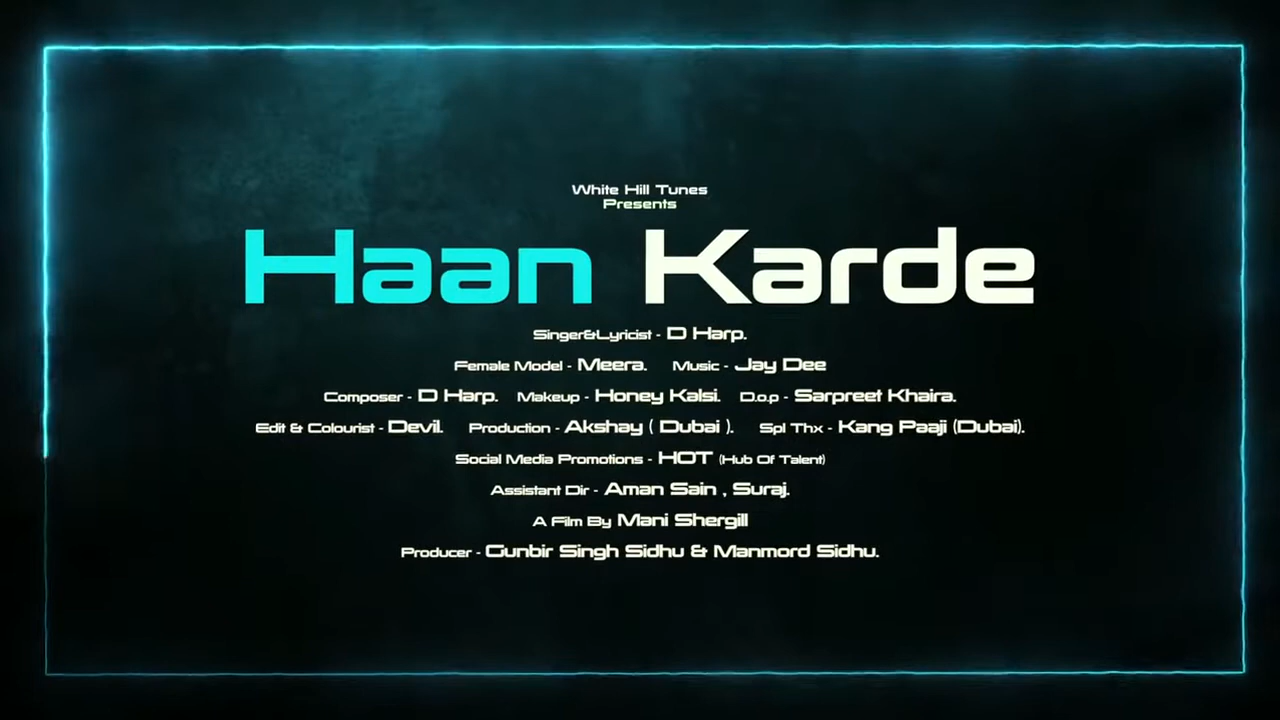 White Hill Tunes
Presents
Haan Karde
Singer&Lyricist - D Harp.
Female Model - Meera. Music - Jay Dee
Composer - D Harp. Makeup - Honey Kalsi. D.o.p - Sarpreet Khaira.
Edit & Colourist - Devil. Production - Akshay ( Dubai ). Spl Thx - Kang Paaji (Dubai).
Social Media Promotions - HOT (Hub Of Talent)
Assistant Dir - Aman Sain , Suraj.
A Film By Mani Shergill
Producer - Gunbir Singh Sidhu & Manmord Sidhu.